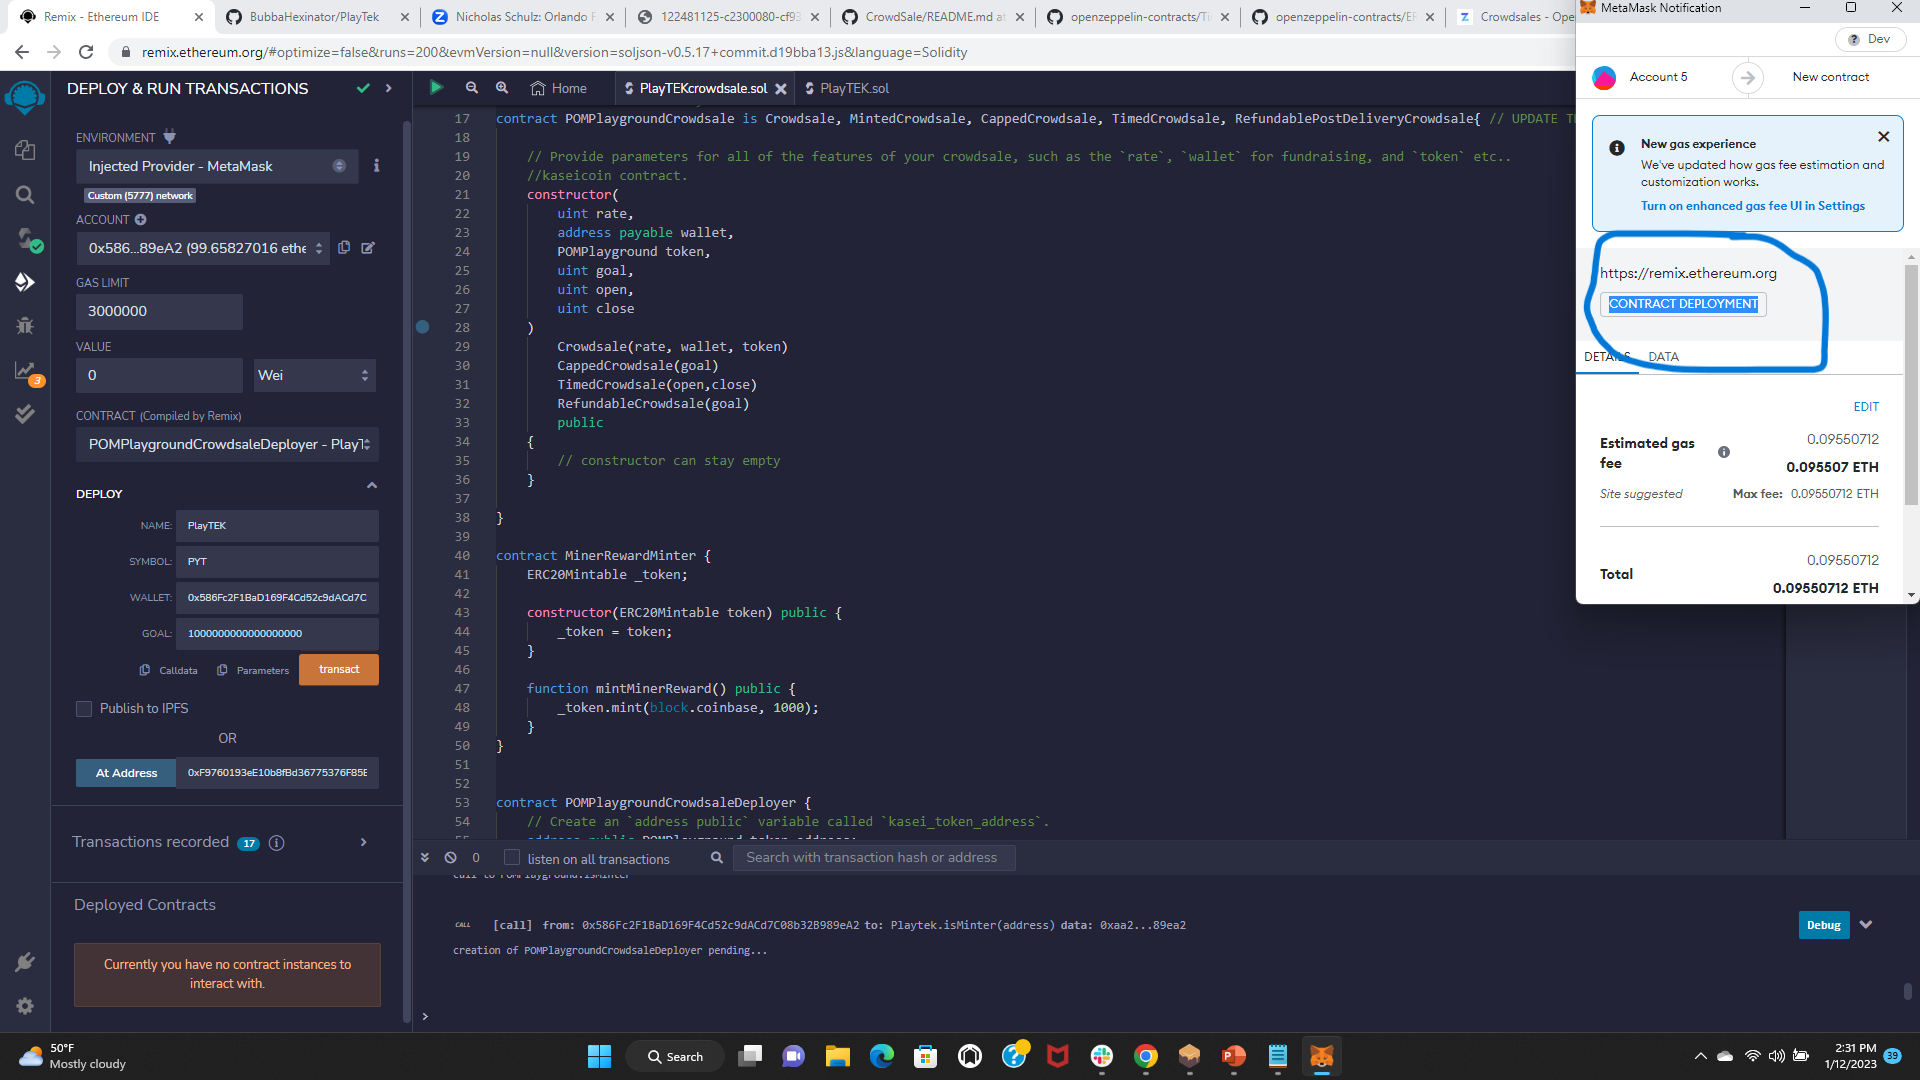 Remix - Ethereum IDE
BubbaHexinator/PlayTek
Nicholas Schulz: Orlando F
122481125-c2300080-cf93
CrowdSale/README.md at
openzeppelin-contracts/Ti
openzeppelin-contracts/EF
Crowdsales - Ope
remix.ethereum.org/#optimize=false&runs=200&evmVersion=null&version=soljson-v0.5.17+commit.d19bba13.js&language=Solidity
DEPLOY & RUN TRANSACTIONS
ENVIRONMENT
Injected Provider - MetaMask
Custom (5777) network
ACCOUNT
0x586...89eA2 (99.65827016 ethe
GAS LIMIT
3000000
VALUE
0
Wei
CONTRACT (Compiled by Remix)
POMPlaygroundCrowdsaleDeployer - PlayT
DEPLOY
NAME: PlayTEK
SYMBOL: PYT
WALLET: 0x586Fc2F1BaD169F4Cd52c9dACd7C
GOAL: 1000000000000000000
Calldata
Parameters
transact
Publish to IPFS
OR
At Address
0xF9760193eE10b8fBd36775376F85E
Transactions recorded 17
Deployed Contracts
Currently you have no contract instances to
interact with.
3
Home
PlayTEKcrowdsale.sol
PlayTEK.sol
17 contract POMPlaygroundCrowdsale is Crowdsale, MintedCrowdsale, CappedCrowdsale, TimedCrowdsale, RefundablePostDeliveryCrowdsale{ // UPDATE T
18
19 // Provide parameters for all of the features of your crowdsale, such as the `rate`, `wallet` for fundraising, and `token` etc..
20 //kaseicoin contract.
21 constructor(
22 uint rate,
23 address payable wallet,
24 POMPlayground token,
25 uint goal,
26 uint open,
27 uint close
28 )
29 Crowdsale(rate, wallet, token)
30 CappedCrowdsale(goal)
31 TimedCrowdsale(open,close)
32 RefundableCrowdsale(goal)
33 public
34 {
35 // constructor can stay empty
36 }
37
38 }
39
40 contract MinerRewardMinter {
41 ERC20Mintable _token;
42
43 constructor(ERC20Mintable token) public {
44 _token = token;
45 }
46
47 function mintMinerReward() public {
48 _token.mint(block.coinbase, 1000);
49 }
50 }
51
52
53 contract POMPlaygroundCrowdsaleDeployer {
54 // Create an `address public` variable called `kasei_token_address`.
0
listen on all transactions
Search with transaction hash or address
call to POMPlayground.isMinter
CALL [call] from: 0x586Fc2F1BaD169F4Cd52c9dACd7C08b32B989eA2 to: Playtek.isMinter(address) data: 0xaa2...89ea2
Debug
creation of POMPlaygroundCrowdsaleDeployer pending...
>
MetaMask Notification
Dev
Account 5
New contract
New gas experience
We've updated how gas fee estimation and
customization works.
Turn on enhanced gas fee UI in Settings
https://remix.ethereum.org
CONTRACT DEPLOYMENT
DETAILS
DATA
EDIT
Estimated gas
fee
0.09550712
0.095507 ETH
Site suggested
Max fee: 0.09550712 ETH
0.09550712
Total
0.09550712 ETH
50°F
Mostly cloudy
Search
2:31 PM
1/12/2023
39